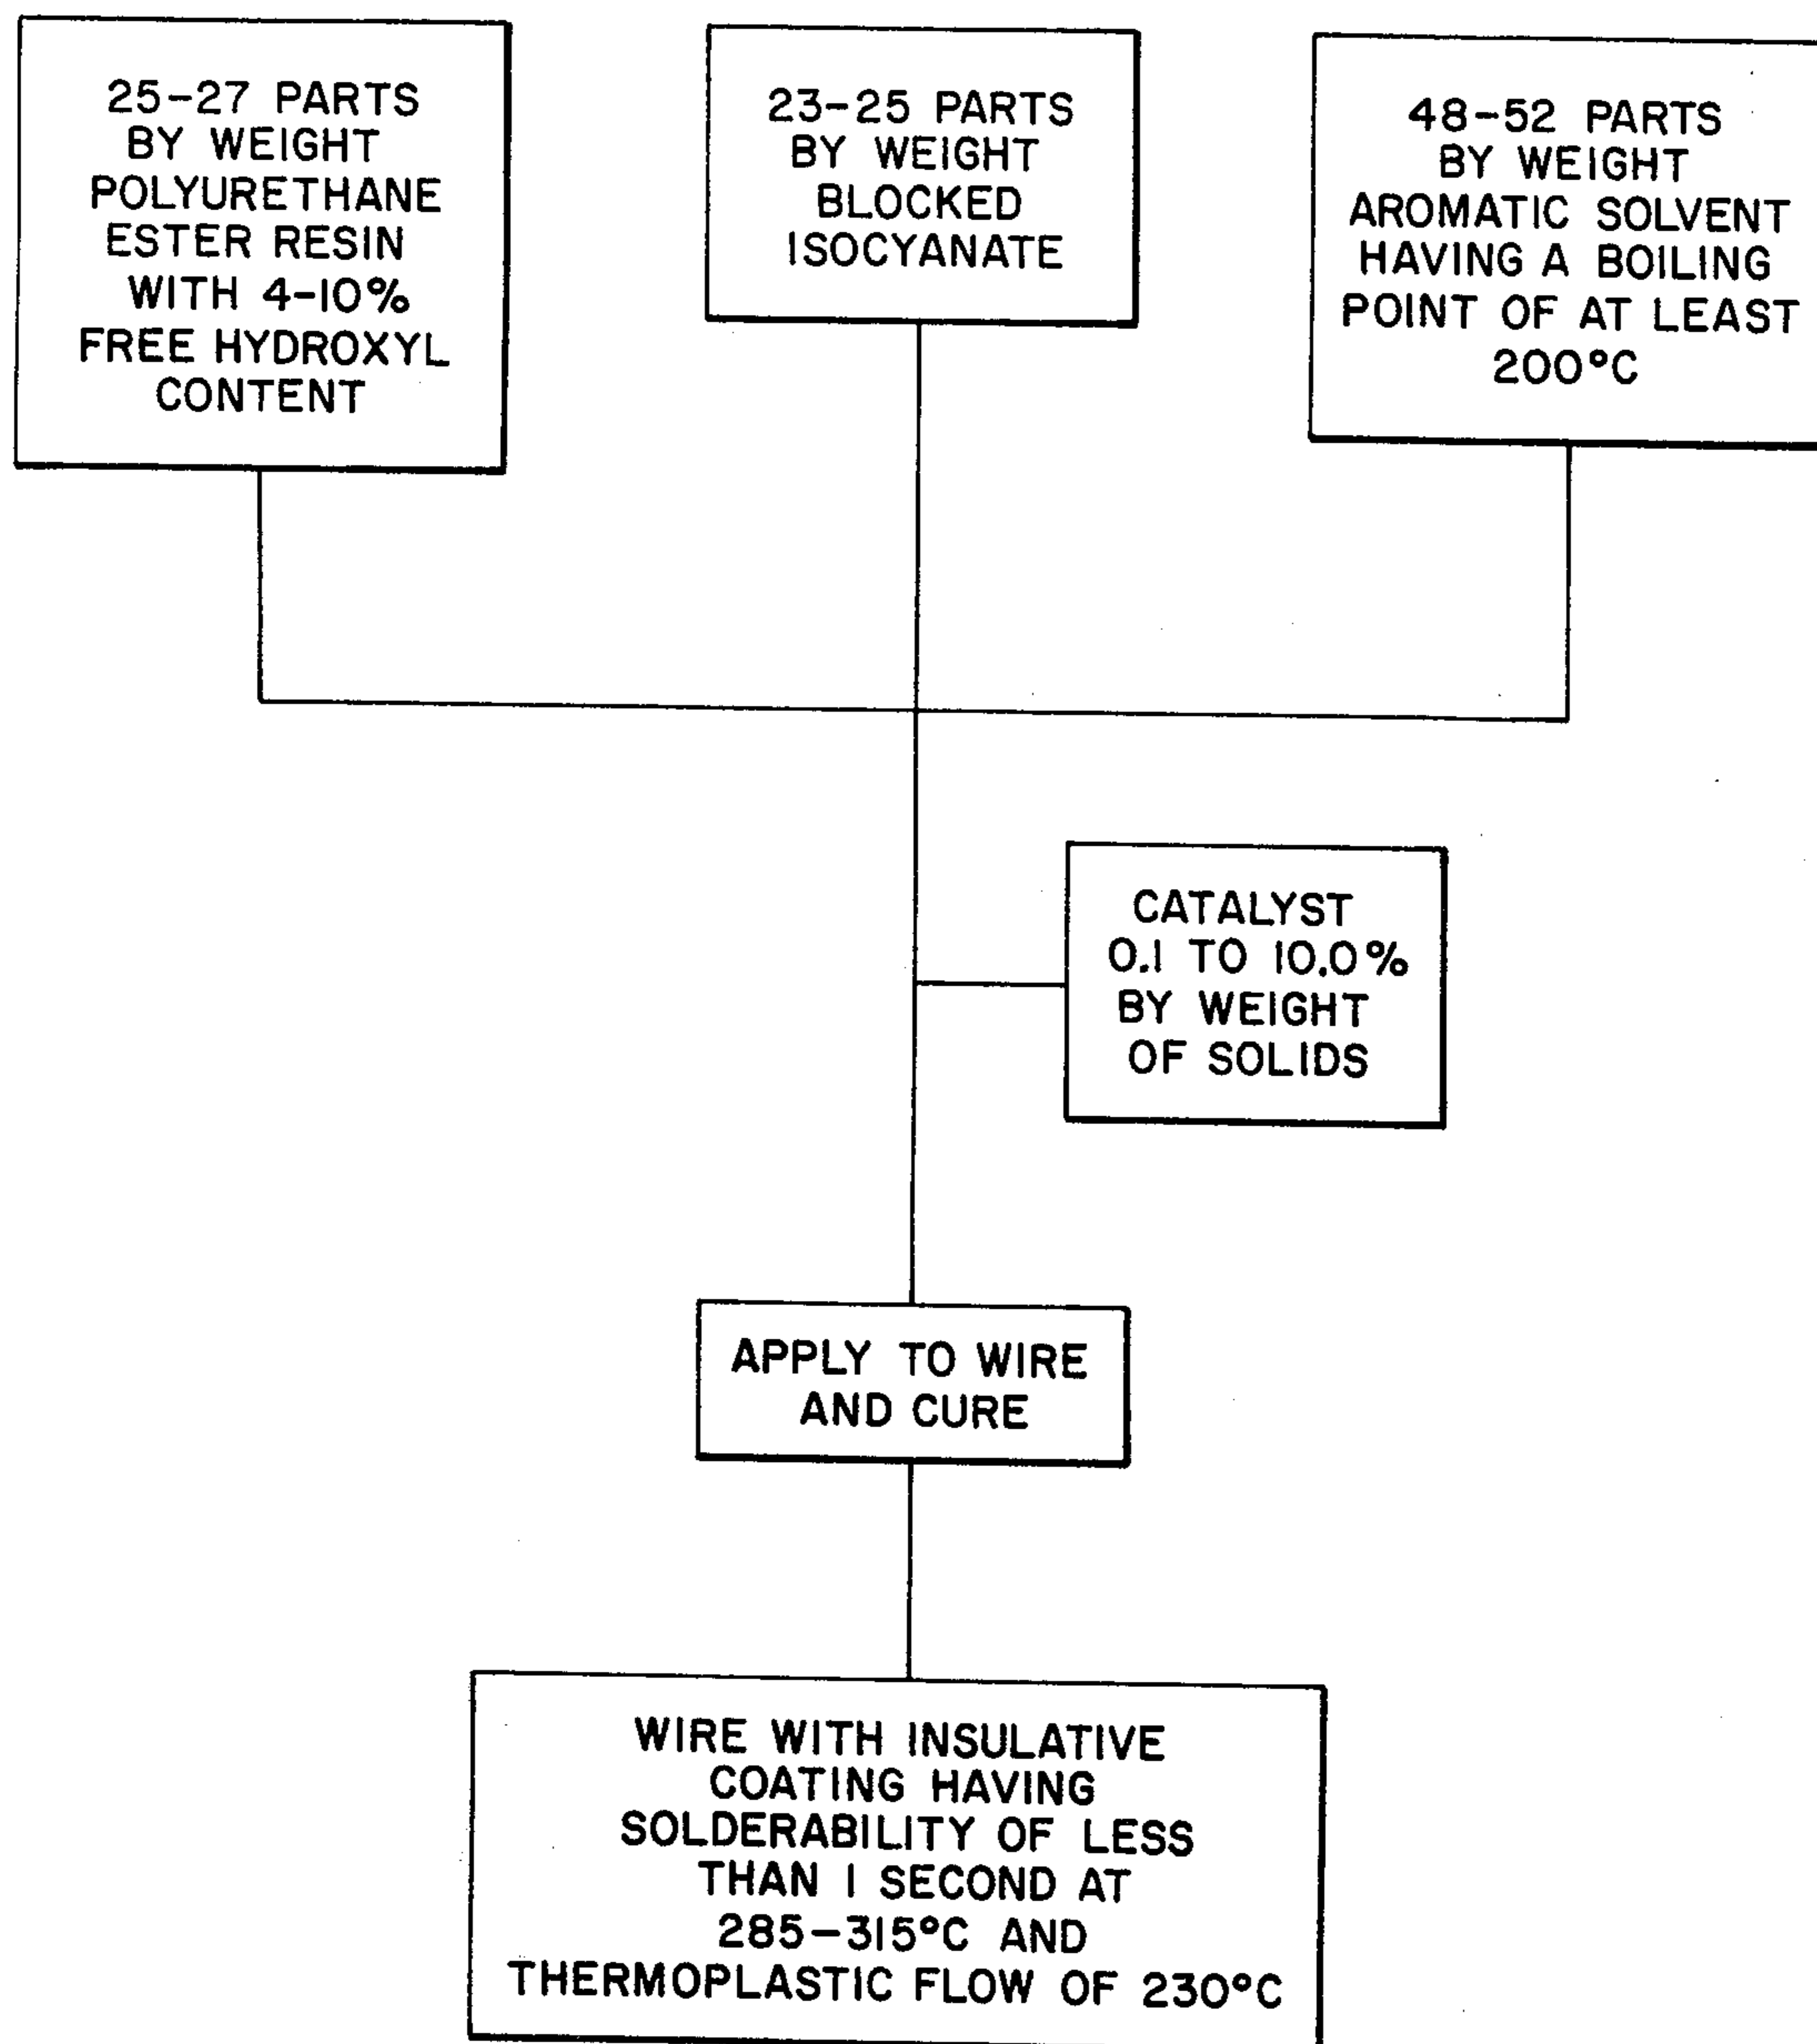 25-27 PARTS
BY WEIGHT
POLYURETHANE
ESTER RESIN
WITH 4-10%
FREE HYDROXYL
CONTENT
23-25 PARTS
BY WEIGHT
BLOCKED
ISOCYANATE
48-52 PARTS
BY WEIGHT
AROMATIC SOLVENT
HAVING A BOILING
POINT OF AT LEAST
200°C
CATALYST
0.1 TO 10.0%
BY WEIGHT
OF SOLIDS
APPLY TO WIRE
AND CURE
WIRE WITH INSULATIVE
COATING HAVING
SOLDERABILITY OF LESS
THAN 1 SECOND AT
285-315°C AND
THERMOPLASTIC FLOW OF 230°C